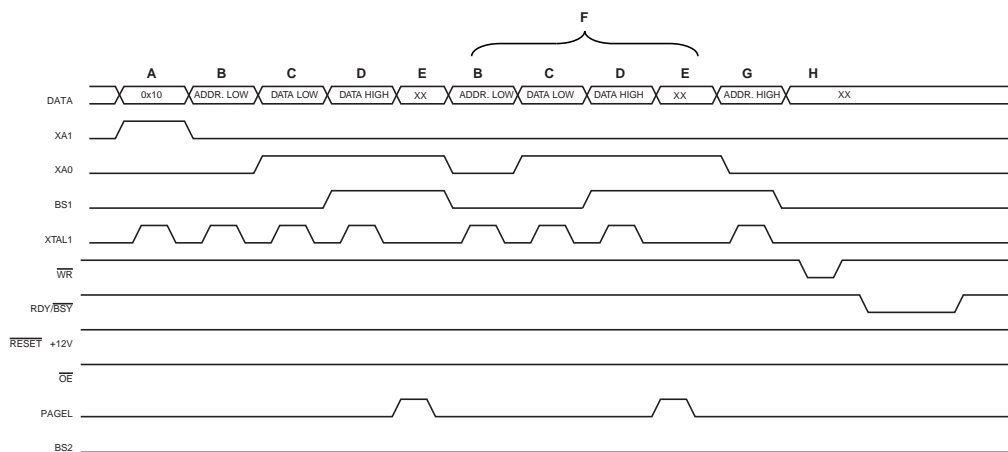 F
A B C D E B C D E G H
DATA 0x10 ADDR. LOW DATA LOW DATA HIGH XX ADDR. LOW DATA LOW DATA HIGH XX ADDR. HIGH XX
XA1
XA0
BS1
XTAL1
WR
RDY/BSY
RESET +12V
OE
PAGEL
BS2